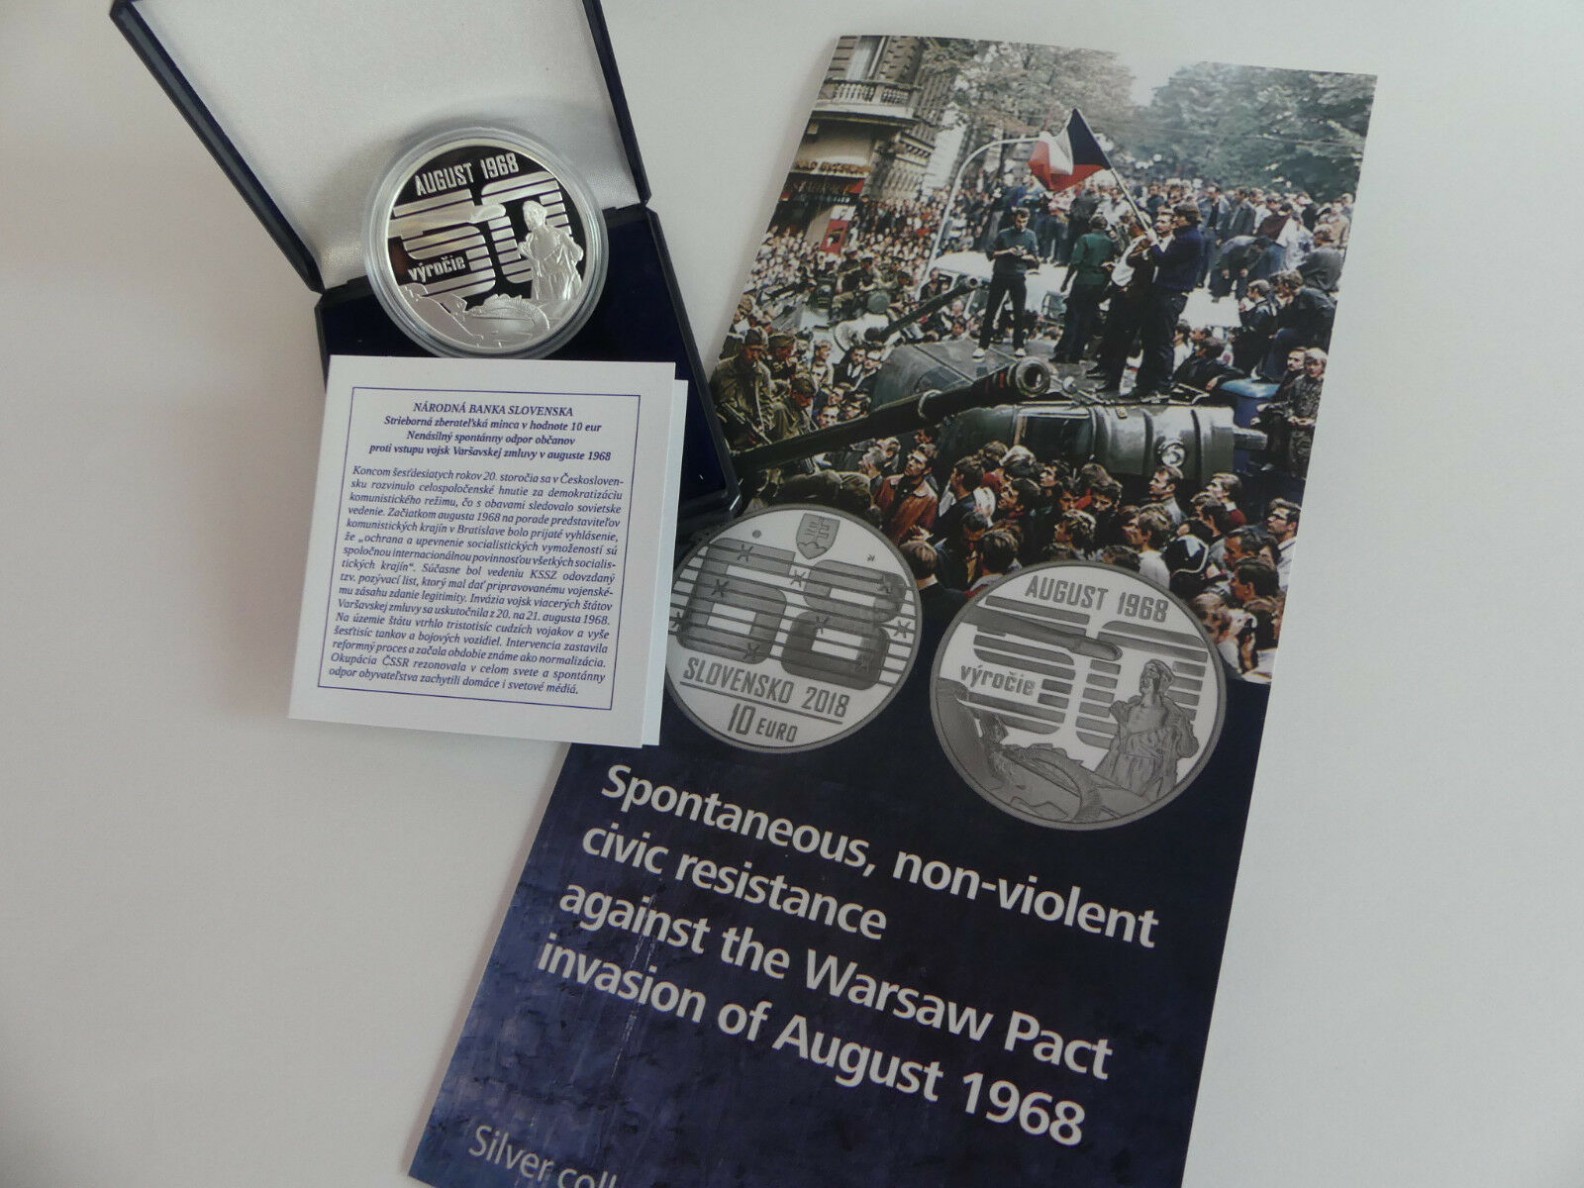 AUGUST 1968
50
výročie
NÁRODNÁ BANKA SLOVENSKA
Strieborná zberateľská minca v hodnote 10 eur
Nenásilný spontánny odpor občanov
proti vstupu vojsk Varšavskej zmluvy v auguste 1968
Koncom šesťdesiatych rokov 20. storočia sa v Českosloven-
sku rozvinulo celospoločenské hnutie za demokratizáciu
komunistického režimu, čo s obavami sledovalo sovietske
vedenie. Začiatkom augusta 1968 na porade predstaviteľov
komunistických krajín v Bratislave bolo prijaté vyhlásenie,
že „ochrana a upevnenie socialistických vymožeností sú
spoločnou internacionálnou povinnosťou všetkých socialis-
tických krajín“. Súčasne bol vedeniu KSSZ odovzdaný
tzv. pozývací list, ktorý mal dať pripravovanému vojenské-
mu zásahu zdanie legitimity. Invázia vojsk viacerých štátov
Varšavskej zmluvy sa uskutočnila z 20. na 21. augusta 1968.
Na územie štátu vtrhlo tristotisíc cudzích vojakov a vyše
šesťtisíc tankov a bojových vozidiel. Intervencia zastavila
reformný proces a začala obdobie známe ako normalizácia.
Okupácia ČSSR rezonovala v celom svete a spontánny
odpor obyvateľstva zachytili domáce i svetové médiá.
68
SLOVENSKO 2018
10 EURO
AUGUST 1968
50
výročie
Spontaneous, non-violent
civic resistance
against the Warsaw Pact
invasion of August 1968
Silver coll